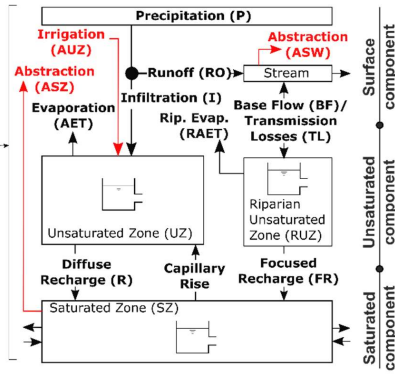 Precipitation (P)
Irrigation
(AUZ)
Abstraction
(ASW)
Runoff (RO)
Stream
Abstraction
(ASZ)
Infiltration (I)
Evaporation
(AET)
Rip. Evap.
(RAET)
Base Flow (BF)/
Transmission
Losses (TL)
Unsaturated Zone (UZ)
Riparian
Unsaturated
Zone (RUZ)
Diffuse
Recharge (R)
Capillary
Rise
Focused
Recharge (FR)
Saturated Zone (SZ)
Surface
component
Unsaturated
component
Saturated
component